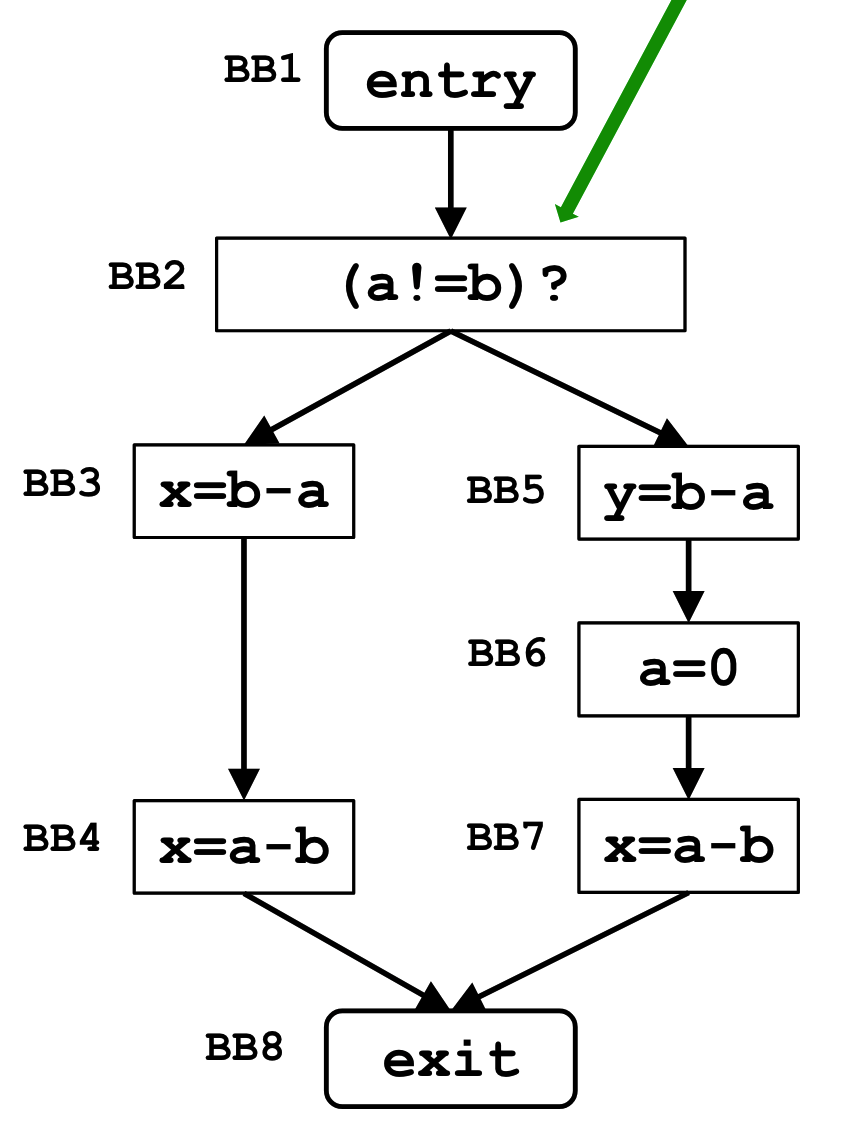 BB1 entry
BB2 (a!=b)?
BB3 x=b-a
BB5 y=b-a
BB6 a=0
BB4 x=a-b
BB7 x=a-b
BB8 exit